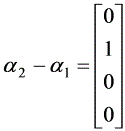 α₂ − α₁ = [0
1
0
0]